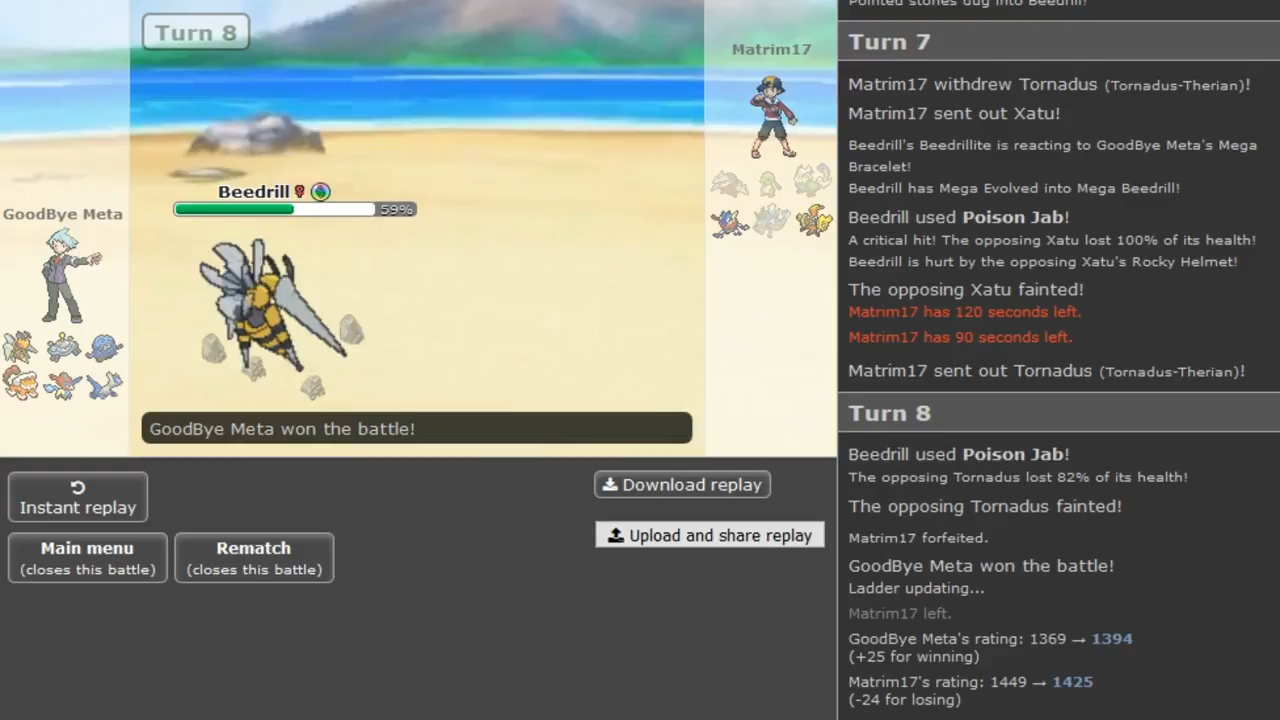 Turn 8
Matrim17
GoodBye Meta
Beedrill
59%
GoodBye Meta won the battle!
Instant replay
Main menu
(closes this battle)
Rematch
(closes this battle)
Download replay
Upload and share replay
Pointed stones dug into Beedrill!
Turn 7
Matrim17 withdrew Tornadus (Tornadus-Therian)!
Matrim17 sent out Xatu!
Beedrill's Beedrillite is reacting to GoodBye Meta's Mega
Bracelet!
Beedrill has Mega Evolved into Mega Beedrill!
Beedrill used Poison Jab!
A critical hit! The opposing Xatu lost 100% of its health!
Beedrill is hurt by the opposing Xatu's Rocky Helmet!
The opposing Xatu fainted!
Matrim17 has 120 seconds left.
Matrim17 has 90 seconds left.
Matrim17 sent out Tornadus (Tornadus-Therian)!
Turn 8
Beedrill used Poison Jab!
The opposing Tornadus lost 82% of its health!
The opposing Tornadus fainted!
Matrim17 forfeited.
GoodBye Meta won the battle!
Ladder updating...
Matrim17 left.
GoodBye Meta's rating: 1369 → 1394
(+25 for winning)
Matrim17's rating: 1449 → 1425
(-24 for losing)